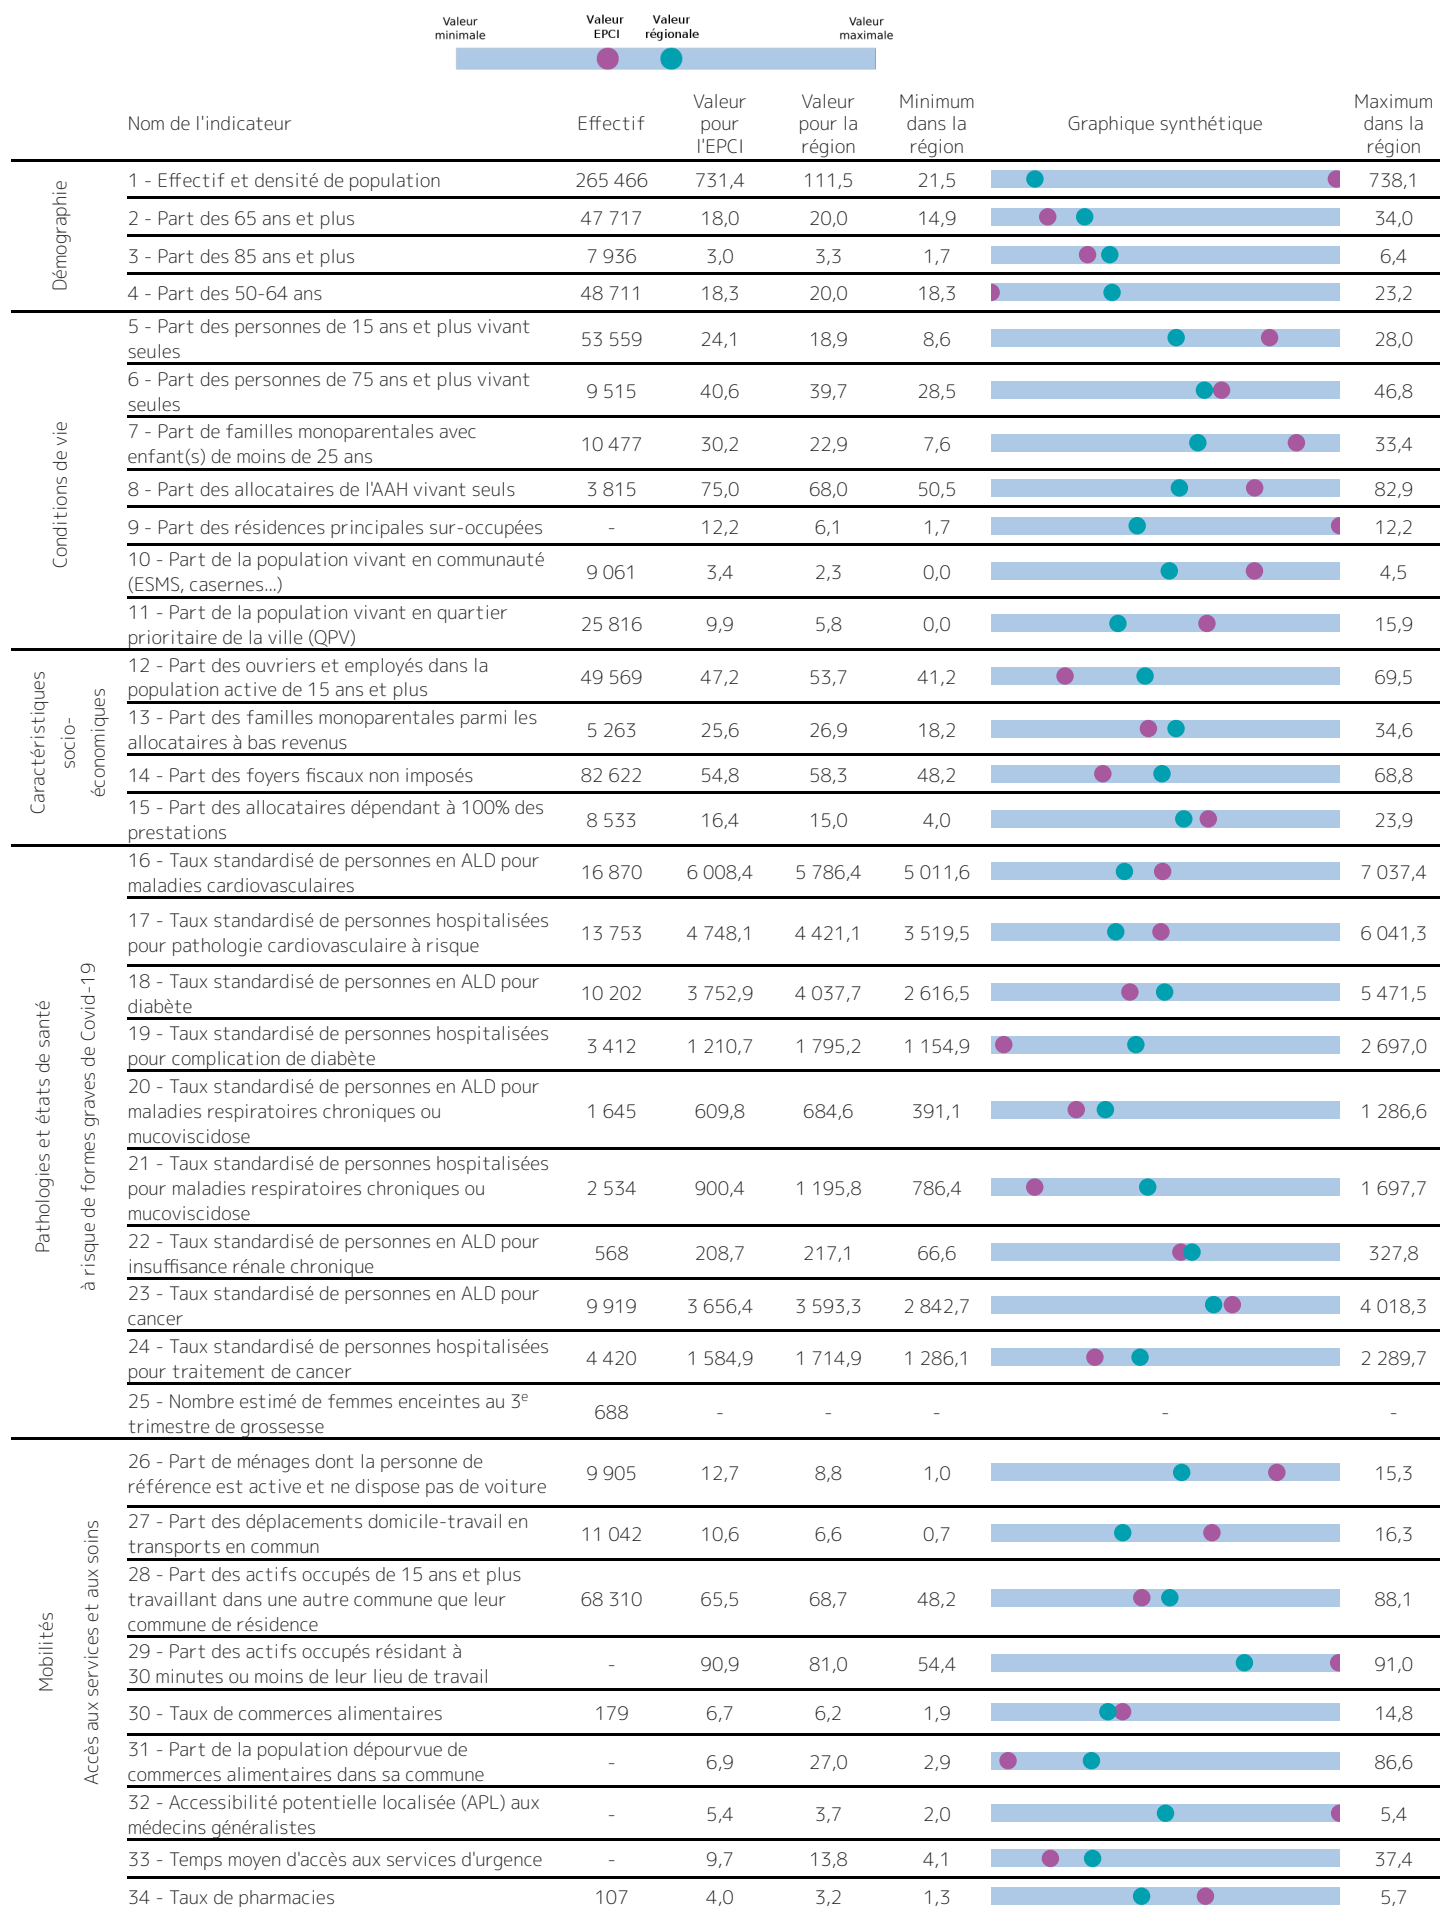 Valeur minimale
Valeur EPCI
Valeur régionale
Valeur maximale
Nom de l'indicateur
Effectif
Valeur pour l'EPCI
Valeur pour la région
Minimum dans la région
Graphique synthétique
Maximum dans la région
Démographie
1 - Effectif et densité de population 265 466 731,4 111,5 21,5 738,1
2 - Part des 65 ans et plus 47 717 18,0 20,0 14,9 34,0
3 - Part des 85 ans et plus 7 936 3,0 3,3 1,7 6,4
4 - Part des 50-64 ans 48 711 18,3 20,0 18,3 23,2
Conditions de vie
5 - Part des personnes de 15 ans et plus vivant
seules 53 559 24,1 18,9 8,6 28,0
6 - Part des personnes de 75 ans et plus vivant
seules 9 515 40,6 39,7 28,5 46,8
7 - Part de familles monoparentales avec
enfant(s) de moins de 25 ans 10 477 30,2 22,9 7,6 33,4
8 - Part des allocataires de l'AAH vivant seuls 3 815 75,0 68,0 50,5 82,9
9 - Part des résidences principales sur-occupées - 12,2 6,1 1,7 12,2
10 - Part de la population vivant en communauté
(ESMS, casernes...) 9 061 3,4 2,3 0,0 4,5
11 - Part de la population vivant en quartier
prioritaire de la ville (QPV) 25 816 9,9 5,8 0,0 15,9
Caractéristiques
socio-
économiques
12 - Part des ouvriers et employés dans la
population active de 15 ans et plus 49 569 47,2 53,7 41,2 69,5
13 - Part des familles monoparentales parmi les
allocataires à bas revenus 5 263 25,6 26,9 18,2 34,6
14 - Part des foyers fiscaux non imposés 82 622 54,8 58,3 48,2 68,8
15 - Part des allocataires dépendant à 100% des
prestations 8 533 16,4 15,0 4,0 23,9
Pathologies et états de santé
à risque de formes graves de Covid-19
16 - Taux standardisé de personnes en ALD pour
maladies cardiovasculaires 16 870 6 008,4 5 786,4 5 011,6 7 037,4
17 - Taux standardisé de personnes hospitalisées
pour pathologie cardiovasculaire à risque 13 753 4 748,1 4 421,1 3 519,5 6 041,3
18 - Taux standardisé de personnes en ALD pour
diabète 10 202 3 752,9 4 037,7 2 616,5 5 471,5
19 - Taux standardisé de personnes hospitalisées
pour complication de diabète 3 412 1 210,7 1 795,2 1 154,9 2 697,0
20 - Taux standardisé de personnes en ALD pour
maladies respiratoires chroniques ou
mucoviscidose 1 645 609,8 684,6 391,1 1 286,6
21 - Taux standardisé de personnes hospitalisées
pour maladies respiratoires chroniques ou
mucoviscidose 2 534 900,4 1 195,8 786,4 1 697,7
22 - Taux standardisé de personnes en ALD pour
insuffisance rénale chronique 568 208,7 217,1 66,6 327,8
23 - Taux standardisé de personnes en ALD pour
cancer 9 919 3 656,4 3 593,3 2 842,7 4 018,3
24 - Taux standardisé de personnes hospitalisées
pour traitement de cancer 4 420 1 584,9 1 714,9 1 286,1 2 289,7
25 - Nombre estimé de femmes enceintes au 3e
trimestre de grossesse 688 - - - - -
Mobilités
Accès aux services et aux soins
26 - Part de ménages dont la personne de
référence est active et ne dispose pas de voiture 9 905 12,7 8,8 1,0 15,3
27 - Part des déplacements domicile-travail en
transports en commun 11 042 10,6 6,6 0,7 16,3
28 - Part des actifs occupés de 15 ans et plus
travaillant dans une autre commune que leur
commune de résidence 68 310 65,5 68,7 48,2 88,1
29 - Part des actifs occupés résidant à
30 minutes ou moins de leur lieu de travail - 90,9 81,0 54,4 91,0
30 - Taux de commerces alimentaires 179 6,7 6,2 1,9 14,8
31 - Part de la population dépourvue de
commerces alimentaires dans sa commune - 6,9 27,0 2,9 86,6
32 - Accessibilité potentielle localisée (APL) aux
médecins généralistes - 5,4 3,7 2,0 5,4
33 - Temps moyen d'accès aux services d'urgence - 9,7 13,8 4,1 37,4
34 - Taux de pharmacies 107 4,0 3,2 1,3 5,7